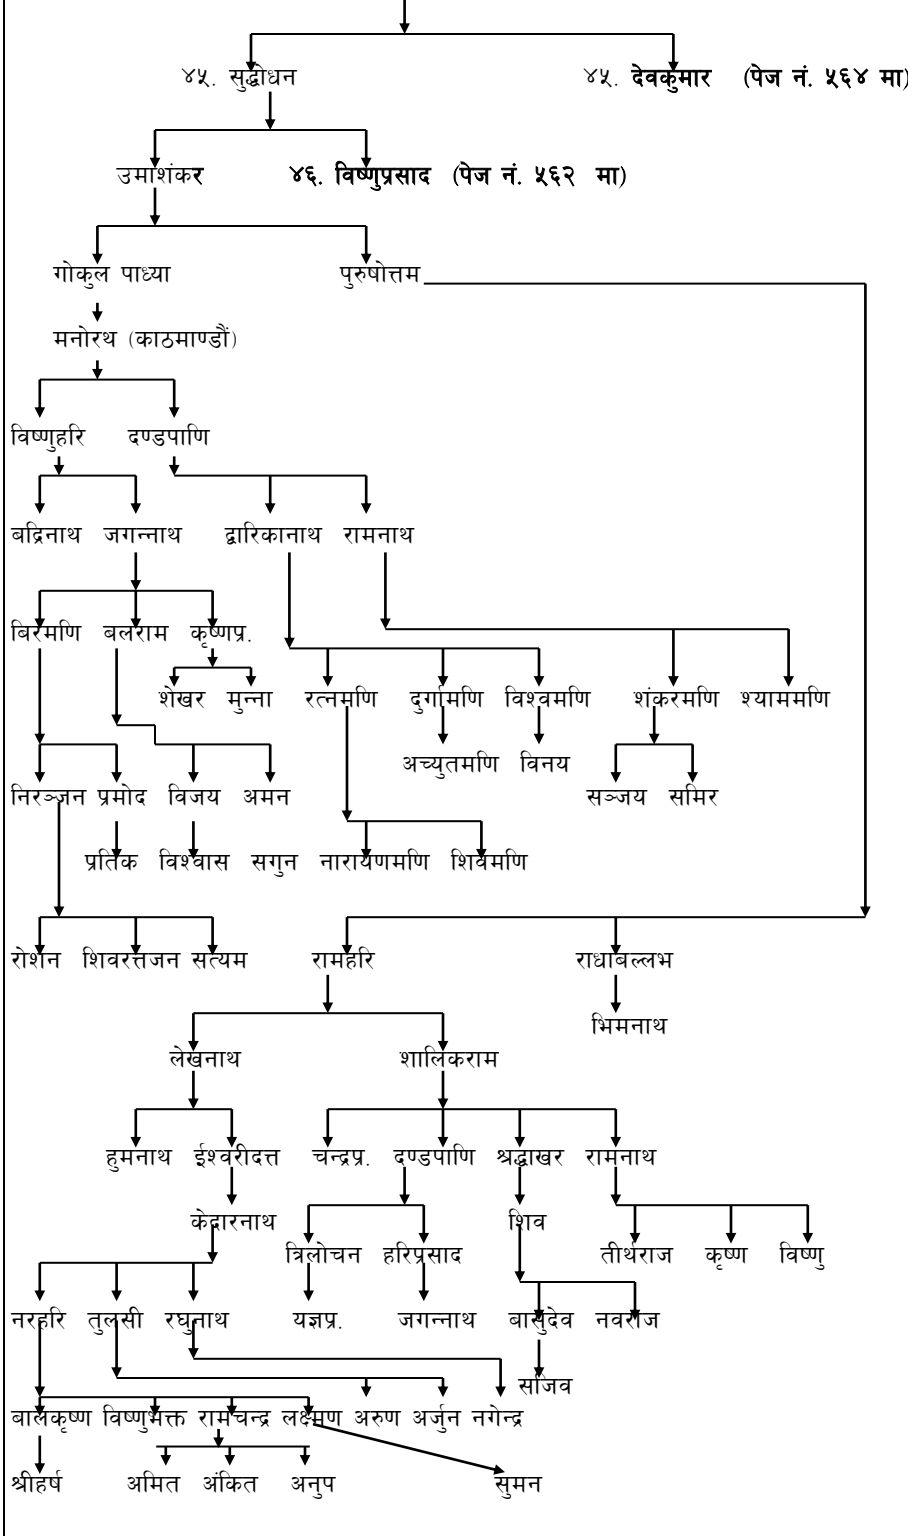 ४५. सुद्धोधन ४५. देवकुमार (पेज नं. ५६४ मा)
उमाशंकर ४६. विष्णुप्रसाद (पेज नं. ५६२ मा)
गोकुल पाध्या पुरुषोत्तम
मनोरथ (काठमाण्डौं)
विष्णुहरि दण्डपाणि
बद्रिनाथ जगन्नाथ द्वारिकानाथ रामनाथ
बिरमणि बलराम कृष्णप्र.
शेखर मुन्ना रत्नमणि दुर्गामणि विश्वमणि शंकरमणि श्याममणि
अच्युतमणि विनय
निरञ्जन प्रमोद विजय अमन सञ्जय समिर
प्रतिक विश्वास सगुन नारायणमणि शिवमणि
रोशन शिवरत्तजन सत्यम रामहरि राधाबल्लभ
भिमनाथ
लेखनाथ शालिकराम
हुमनाथ ईश्वरीदत्त चन्द्रप्र. दण्डपाणि श्रद्धाखर रामनाथ
केदारनाथ शिव
त्रिलोचन हरिप्रसाद तीर्थराज कृष्ण विष्णु
नरहरि तुलसी रघुनाथ यज्ञप्र. जगन्नाथ बासुदेव नवराज
सजिव
बालकृष्ण विष्णुभक्त रामचन्द्र लक्ष्मण अरुण अर्जुन नगेन्द्र
श्रीहर्ष अमित अंकित अनुप सुमन